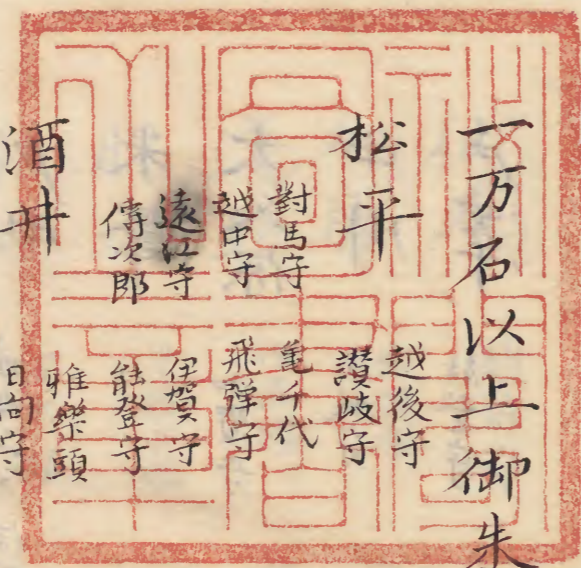 一万石以上御朱
松平
越後守
讃岐守
對馬守
亀千代
越中守
飛弾守
遠江守
伊賀守
傳次郎
能登守
酒井
雅樂頭
日向守